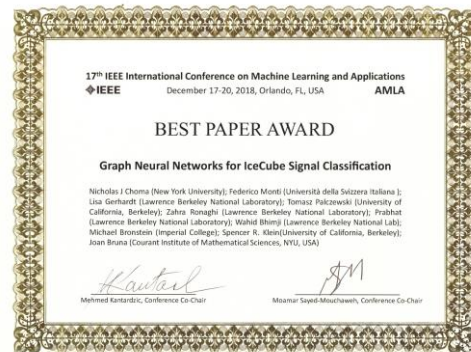 17th IEEE International Conference on Machine Learning and Applications
IEEE December 17-20, 2018, Orlando, FL, USA AMLA
BEST PAPER AWARD
Graph Neural Networks for IceCube Signal Classification
Nicholas J Choma (New York University); Federico Monti (Università della Svizzera Italiana );
Lisa Gerhardt (Lawrence Berkeley National Laboratory); Tomasz Palczewski (University of
California, Berkeley); Zahra Ronaghi (Lawrence Berkeley National Laboratory); Prabhat
(Lawrence Berkeley National Laboratory); Wahid Bhimji (Lawrence Berkeley National Lab);
Michael Bronstein (Imperial College); Spencer R. Klein(University of California, Berkeley);
Joan Bruna (Courant Institute of Mathematical Sciences, NYU, USA)
Mehmed Kantardzic, Conference Co-Chair Moamar Sayed-Mouchaweh, Conference Co-Chair